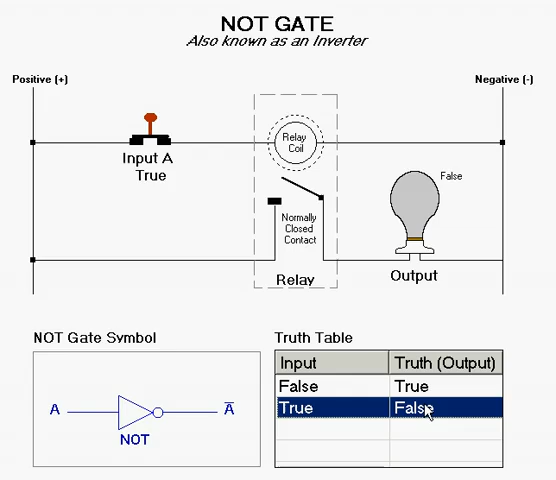 NOT GATE
Also known as an Inverter
Positive (+)
Negative (-)
Input A
True
Relay
Coil
False
Normally
Closed
Contact
Relay
Output
NOT Gate Symbol
A
A̅
NOT
Truth Table
Input Truth (Output)
False True
True False